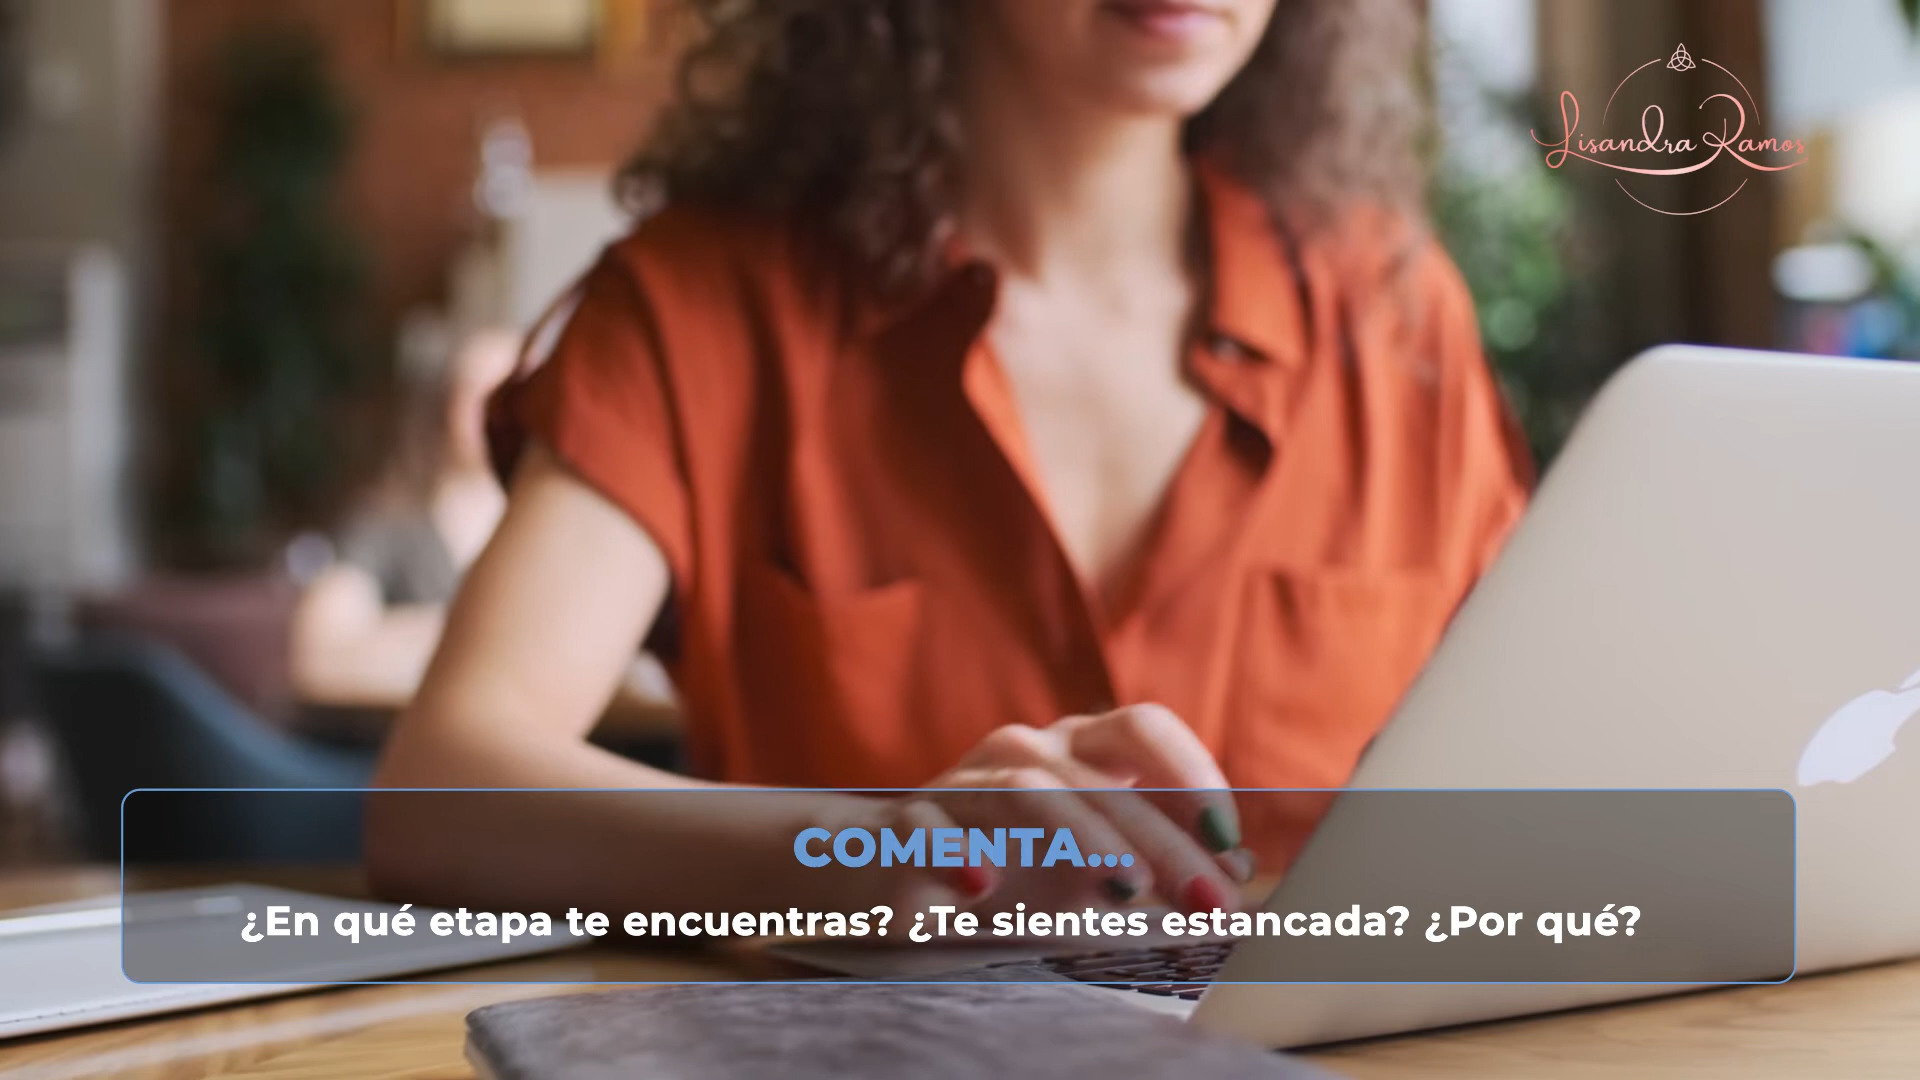 Lisandra Ramos
COMENTA...
¿En qué etapa te encuentras? ¿Te sientes estancada? ¿Por qué?